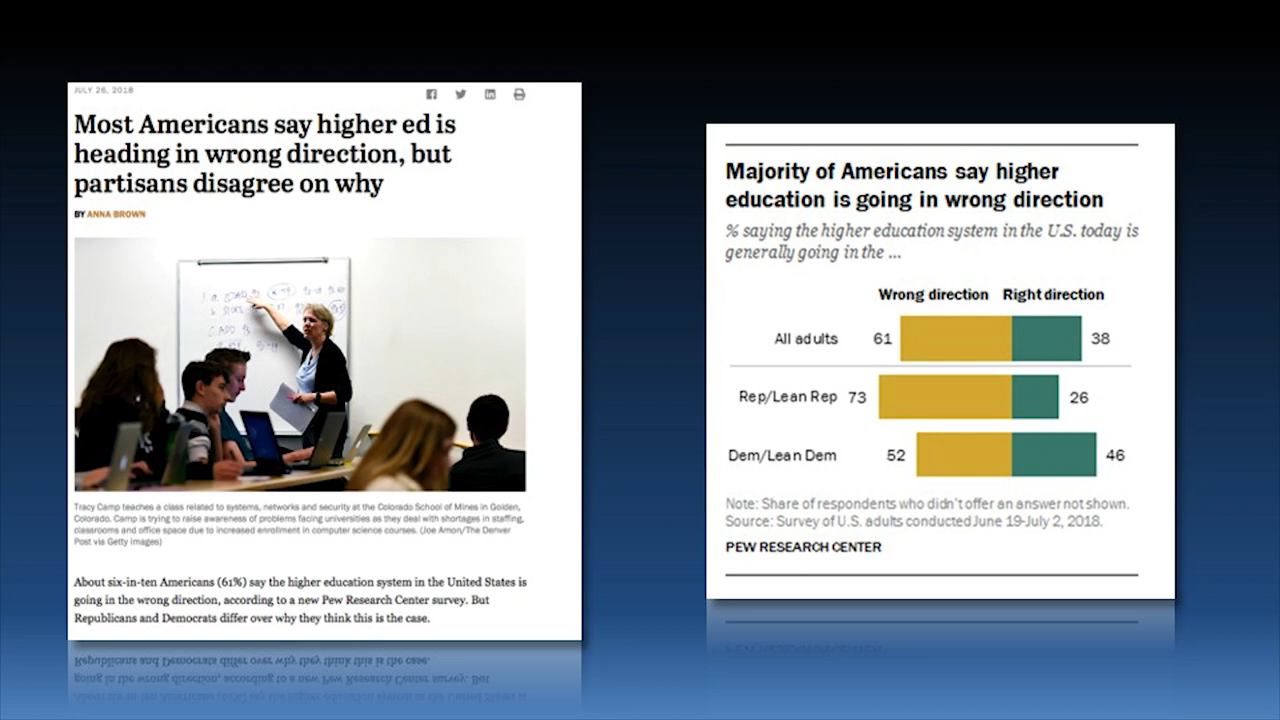 JULY 26, 2018
Most Americans say higher ed is
heading in wrong direction, but
partisans disagree on why
BY ANNA BROWN
Tracy Camp teaches a class related to systems, networks and security at the Colorado School of Mines in Golden,
Colorado. Camp is trying to raise awareness of problems facing universities as they deal with shortages in staffing,
classrooms and office space due to increased enrollment in computer science courses. (Joe Amon/The Denver
Post via Getty Images)
About six-in-ten Americans (61%) say the higher education system in the United States is
going in the wrong direction, according to a new Pew Research Center survey. But
Republicans and Democrats differ over why they think this is the case.
Majority of Americans say higher
education is going in wrong direction
% saying the higher education system in the U.S. today is
generally going in the ...
Wrong direction Right direction
All adults 61 38
Rep/Lean Rep 73 26
Dem/Lean Dem 52 46
Note: Share of respondents who didn't offer an answer not shown.
Source: Survey of U.S. adults conducted June 19-July 2, 2018.
PEW RESEARCH CENTER